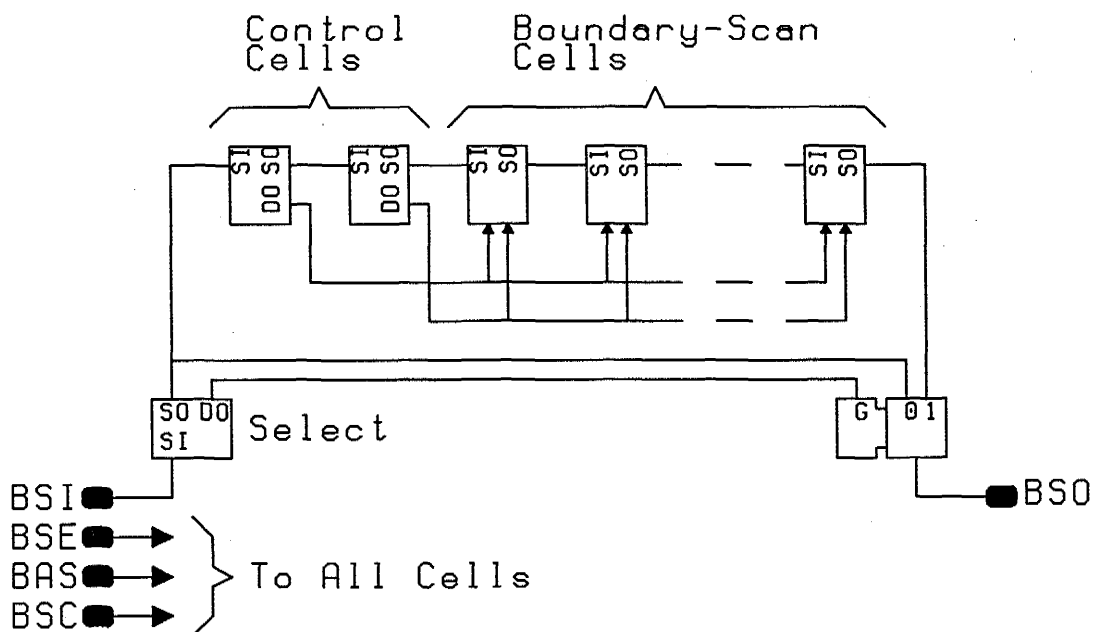 Control
Cells
Boundary-Scan
Cells
SI SO
DO
SI SO
DO
SI SO
SI SO
SI SO
SO DO
SI
Select
G 0 1
BSI
BSO
BSE
BAS
BSC
To All Cells